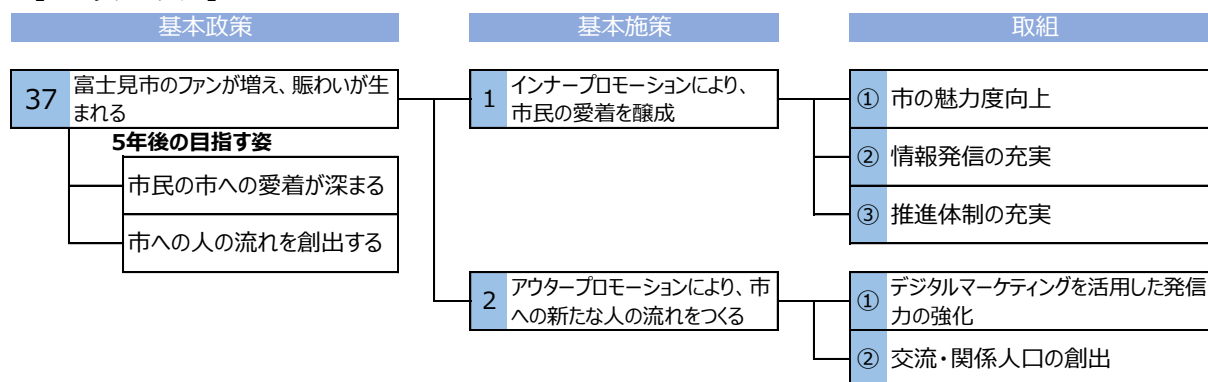 基本政策
基本施策
取組
37
富士見市のファンが増え、賑わいが生
まれる
5年後の目指す姿
市民の市への愛着が深まる
市への人の流れを創出する
1
インナープロモーションにより、
市民の愛着を醸成
① 市の魅力度向上
② 情報発信の充実
③ 推進体制の充実
2
アウタープロモーションにより、市
への新たな人の流れをつくる
①
デジタルマーケティングを活用した発信
力の強化
② 交流・関係人口の創出